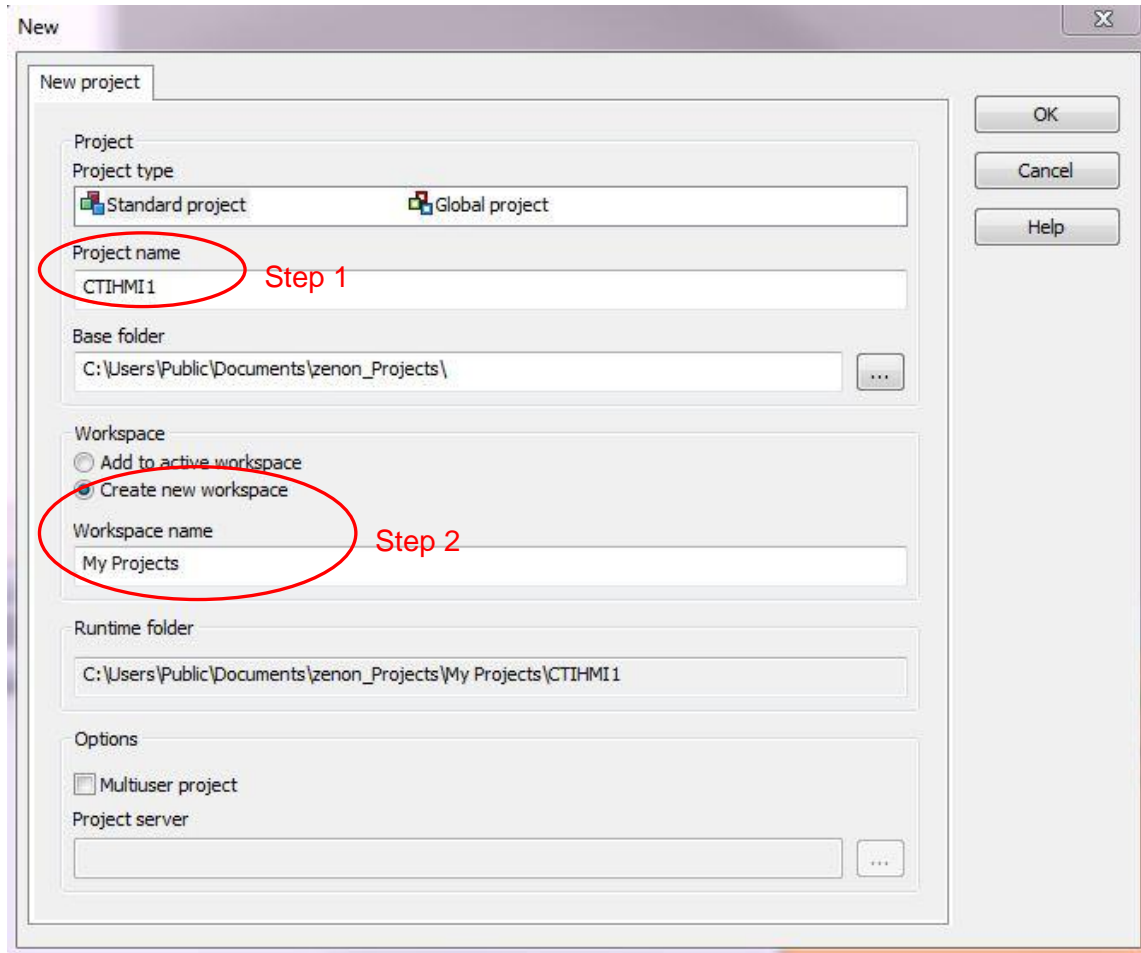 New
New project
OK
Project
Project type
Cancel
Standard project Global project
Help
Project name
Step 1
CTIHMI1
Base folder
C:\Users\Public\Documents\zenon_Projects\
...
Workspace
Add to active workspace
Create new workspace
Workspace name
Step 2
My Projects
Runtime folder
C:\Users\Public\Documents\zenon_Projects\My Projects\CTIHMI1
Options
Multiuser project
Project server
...